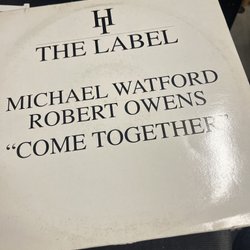 THE LABEL
MICHAEL WATFORD
ROBERT OWENS
"COME TOGETHER"